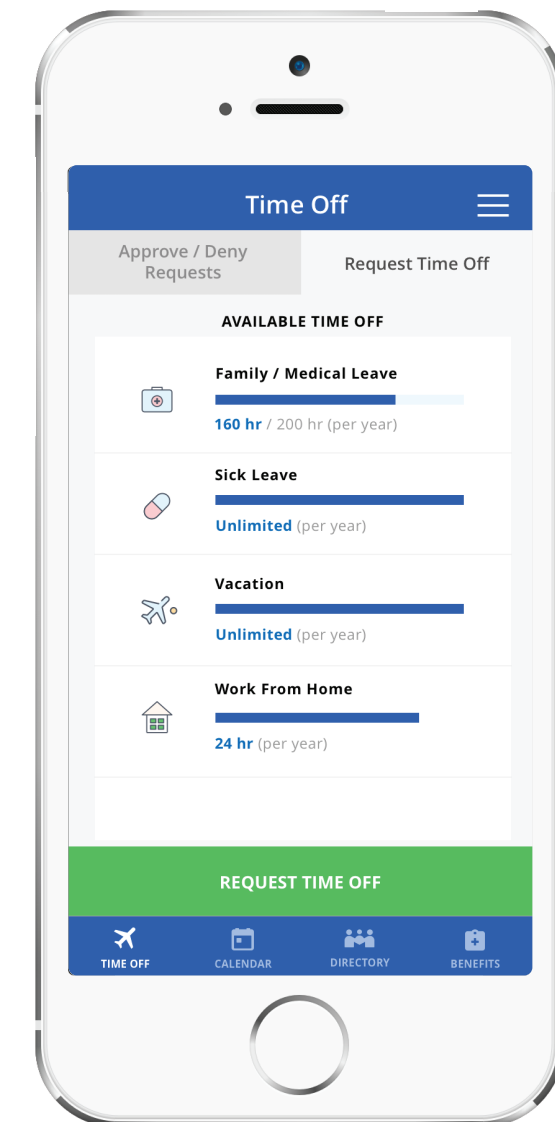 Time Off
Approve / Deny
Requests
Request Time Off
AVAILABLE TIME OFF
Family / Medical Leave
160 hr / 200 hr (per year)
Sick Leave
Unlimited (per year)
Vacation
Unlimited (per year)
Work From Home
24 hr (per year)
REQUEST TIME OFF
TIME OFF
CALENDAR
DIRECTORY
BENEFITS